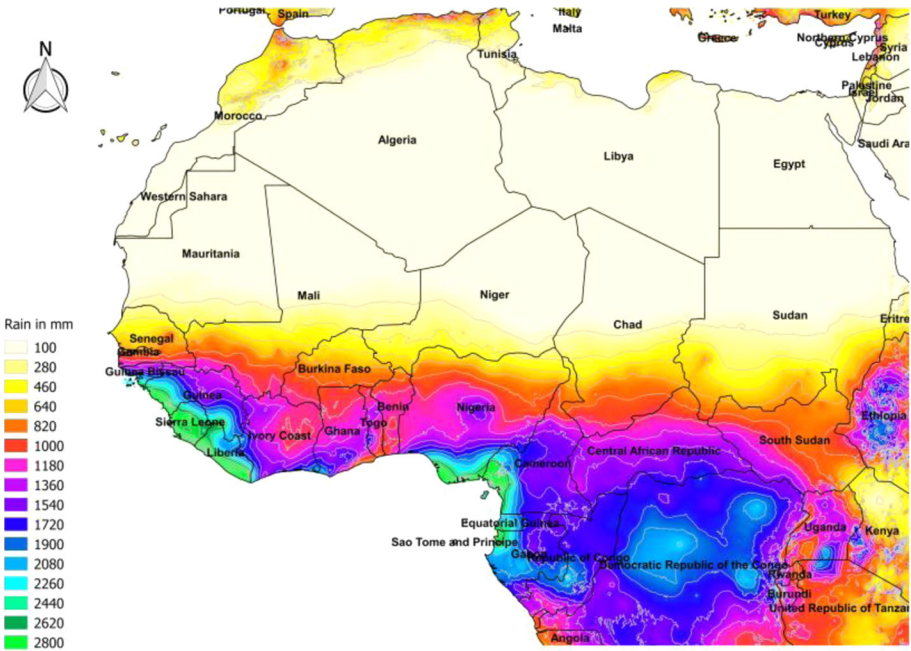 Portugal
Spain
Italy
Turkey
Malta
Greece
Northern Cyprus
Cyprus
Syria
N
Tunisia
Lebanon
Palestine
Israel
Jordan
Morocco
Algeria
Libya
Egypt
Saudi Ara
Western Sahara
Mauritania
Mali
Niger
Chad
Sudan
Eritre
Rain in mm
100
280
460
640
820
1000
1180
1360
1540
1720
1900
2080
2260
2440
2620
2800
Senegal
Gambia
Guinea Bissau
Burkina Faso
Guinea
Benin
Nigeria
Ethiopia
Sierra Leone
Togo
Ivory Coast
Ghana
South Sudan
Liberia
Central African Republic
Cameroon
Equatorial Guinea
Uganda
Kenya
Sao Tome and Principe
Gabon
Republic of Congo
Democratic Republic of the Congo
Rwanda
Burundi
United Republic of Tanzan
Angola